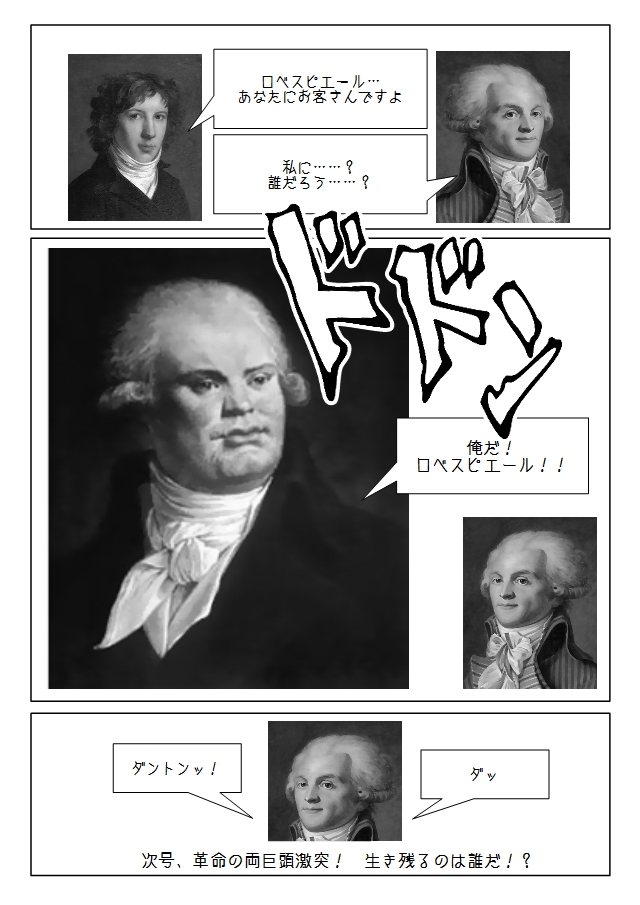 ロベスピエール…
あなたにお客さんですよ
私に……？
誰だろう……？
ドドン
俺だ！
ロベスピエール！！
ダッ
ダントンッ！
次号、革命の両巨頭激突！　生き残るのは誰だ！？